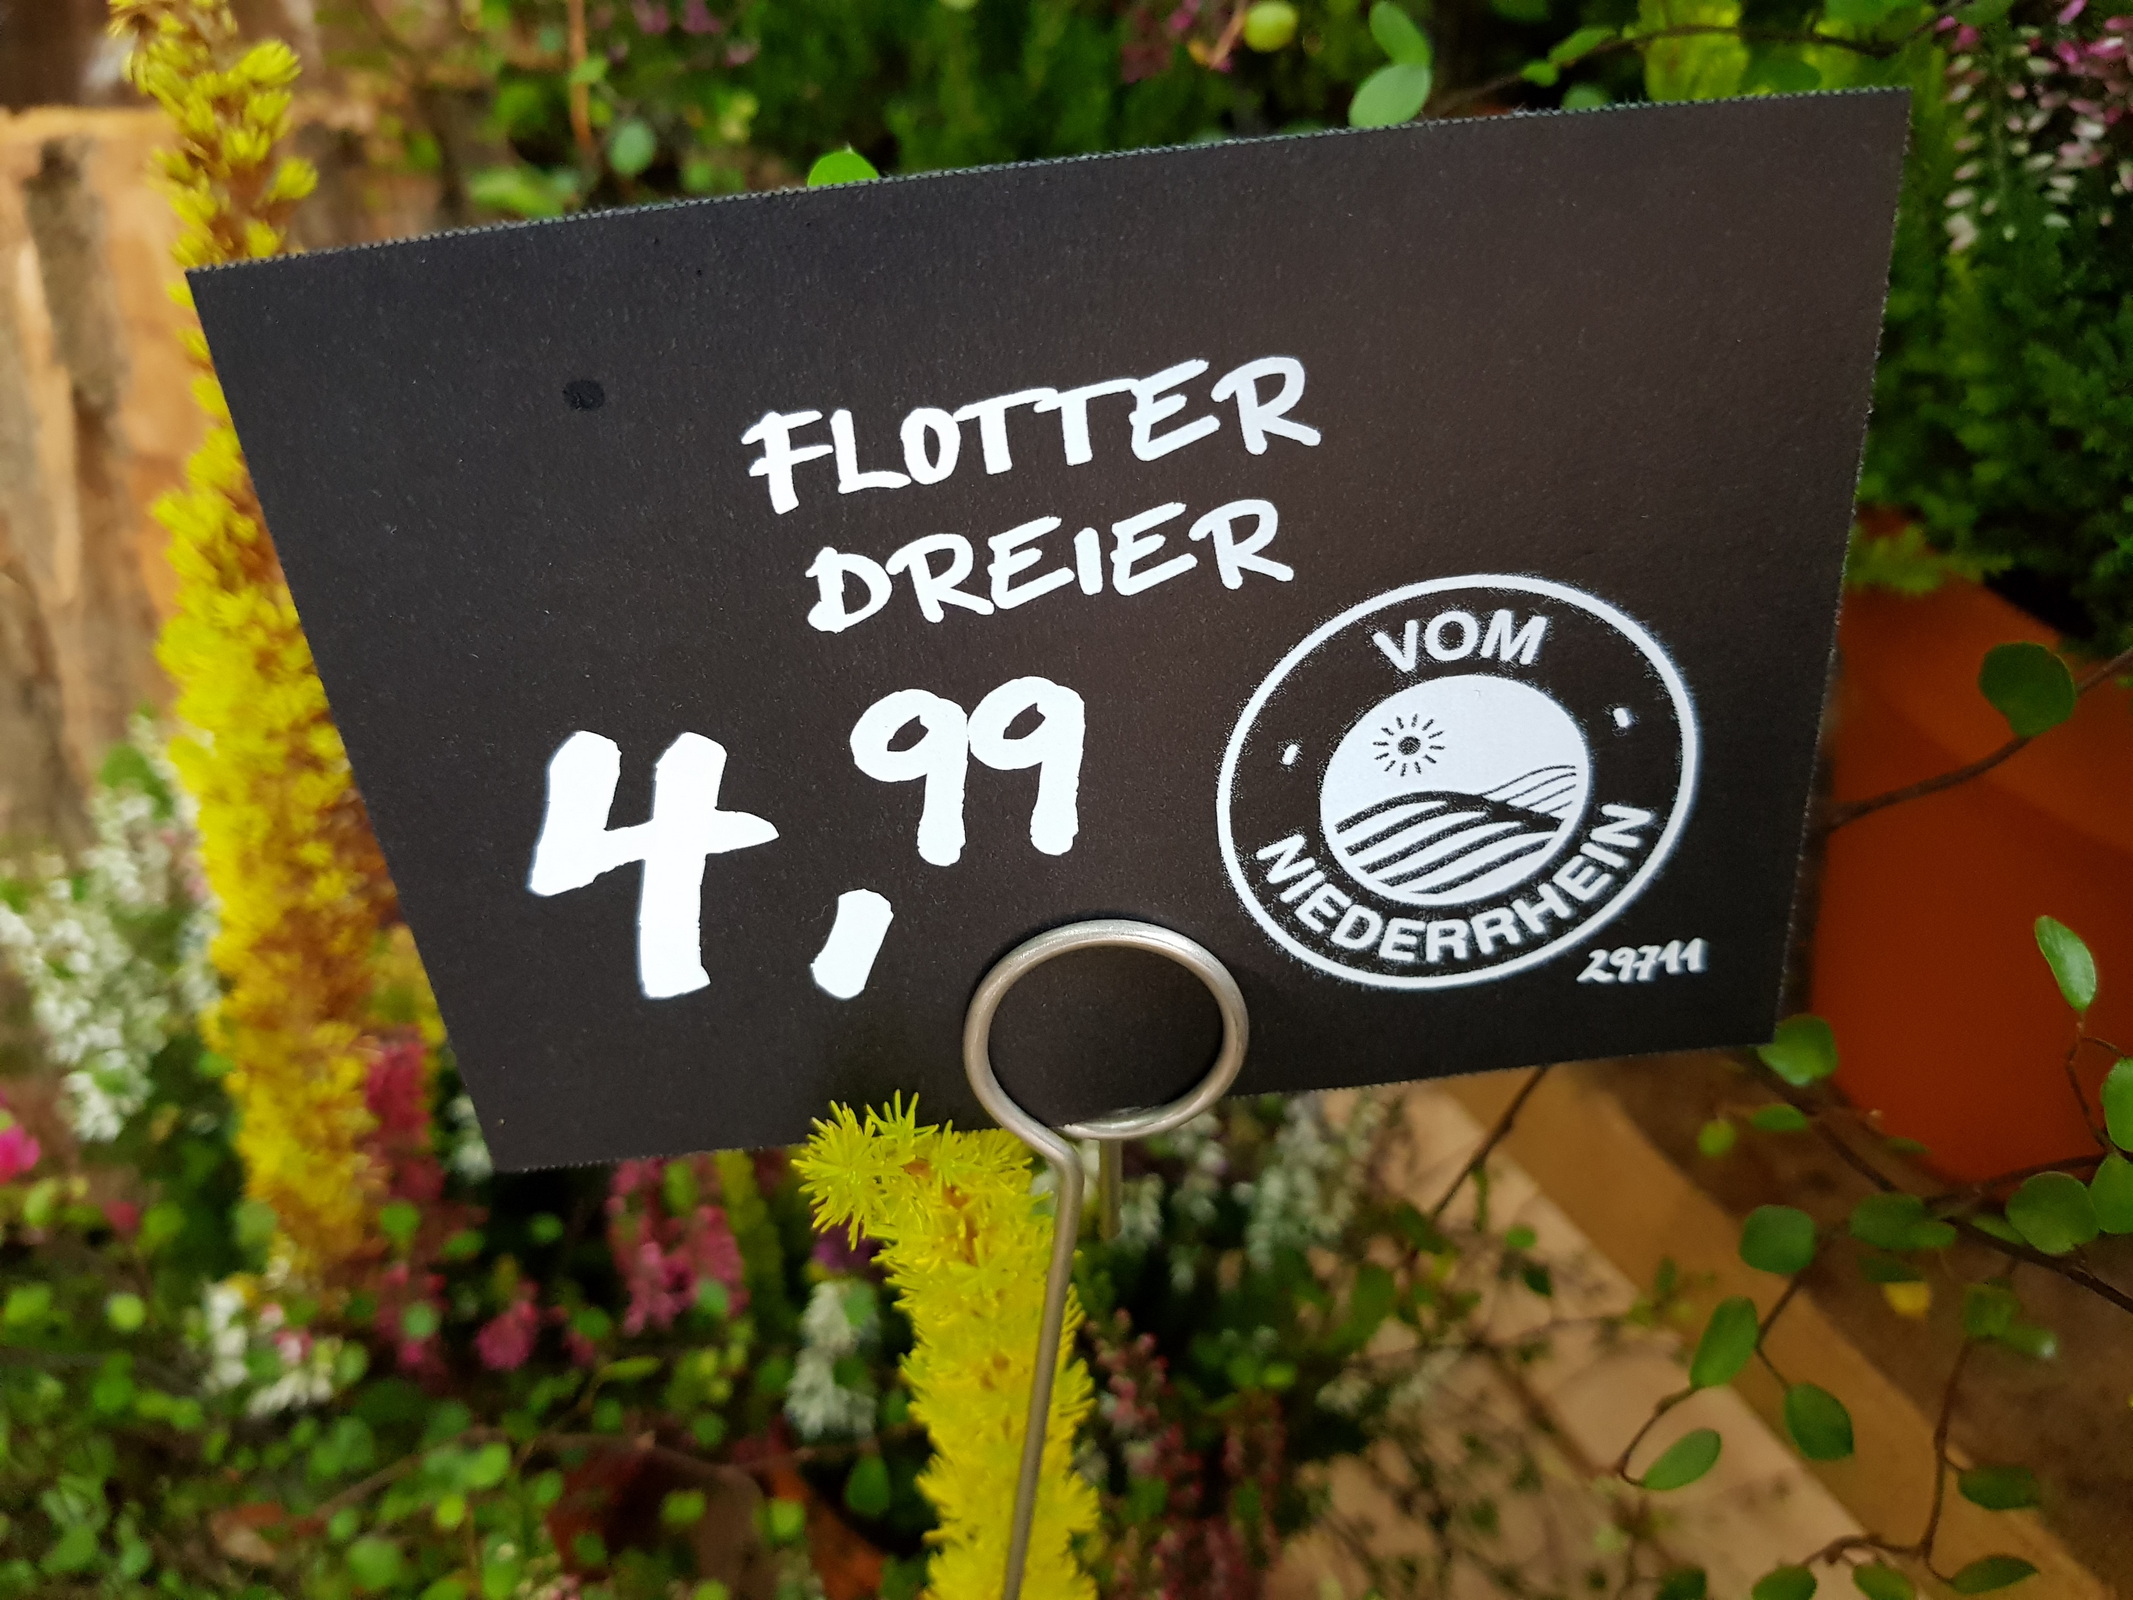 FLOTTER
DREIER
4,99
VOM
NIEDERRHEIN
29711